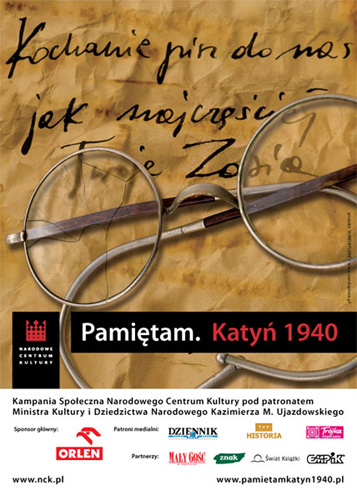 Kochanie pisz do nas
jak najczęściej
Twoja Zosia
NARODOWE
CENTRUM
KULTURY
Pamiętam. Katyń 1940
Kampania Społeczna Narodowego Centrum Kultury pod patronatem
Ministra Kultury i Dziedzictwa Narodowego Kazimierza M. Ujazdowskiego
Sponsor główny:
ORLEN
Patroni medialni:
DZIENNIK
TVP
HISTORIA
Trójka
Partnerzy:
MAŁY GOŚĆ
znak
Świat Książki
EMPiK
www.nck.pl
www.pamietamkatyn1940.pl